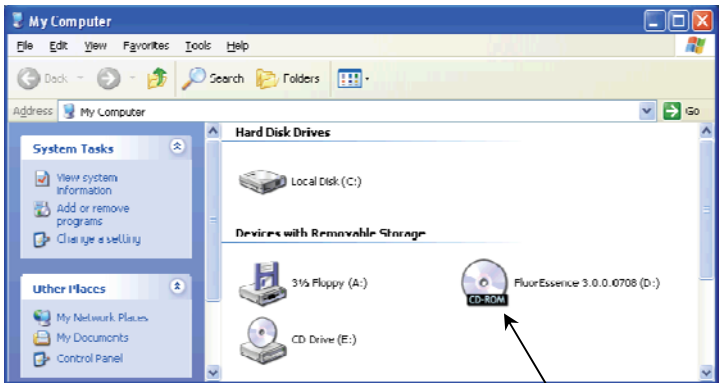 My Computer
File Edit View Favorites Tools Help
Back Search Folders
Address My Computer Go
System Tasks
View system information
Add or remove programs
Change a setting
Other Places
My Network Places
My Documents
Control Panel
Hard Disk Drives
Local Disk (C:)
Devices with Removable Storage
3½ Floppy (A:)
FluorEssence 3.0.0.0708 (D:)
CD-ROM
CD Drive (E:)